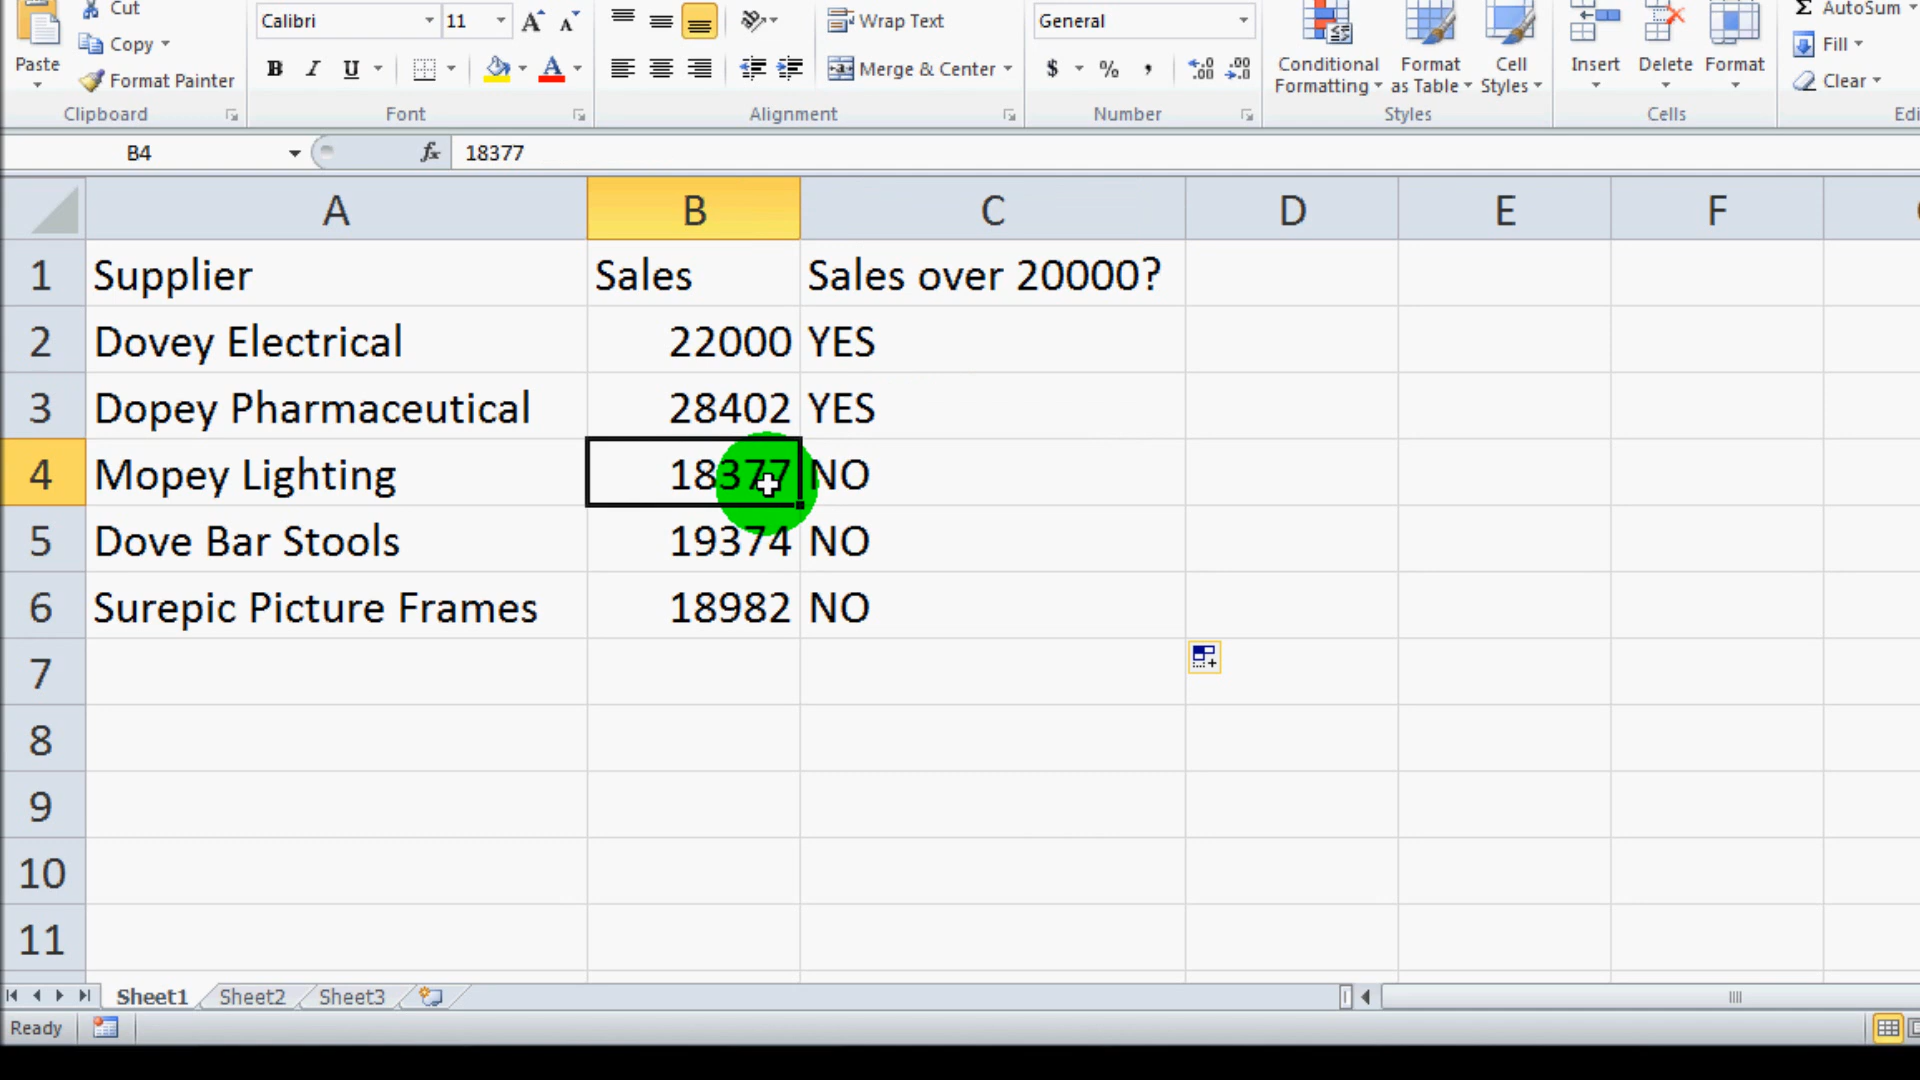 Cut
Calibri 11 A A
Wrap Text
General
Σ AutoSum
Paste
Copy
B I U A
Merge & Center
$ % ,
.00 .00
Conditional Formatting
Format as Table
Cell Styles
Insert
Delete
Format
Fill
Format Painter
Clear
Clipboard
Font
Alignment
Number
Styles
Cells
B4 fx 18377
A B C D E F
1 Supplier Sales Sales over 20000?
2 Dovey Electrical 22000 YES
3 Dopey Pharmaceutical 28402 YES
4 Mopey Lighting 18377 NO
5 Dove Bar Stools 19374 NO
6 Surepic Picture Frames 18982 NO
7
8
9
10
11
Sheet1 Sheet2 Sheet3
Ready